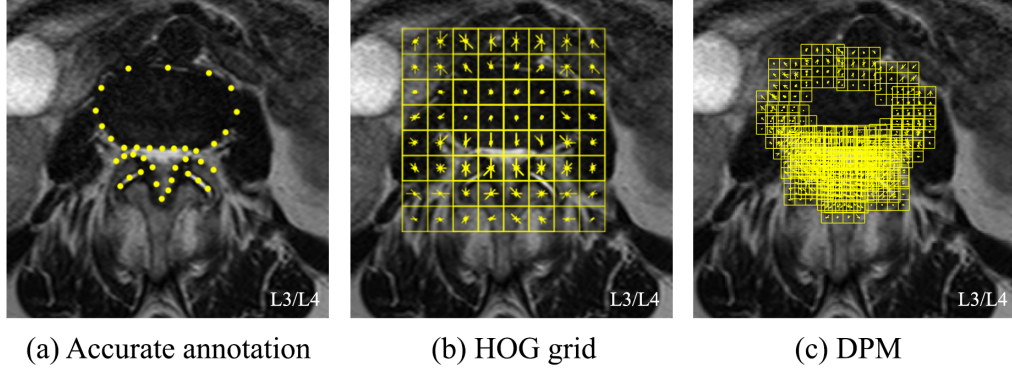 L3/L4
L3/L4
L3/L4
(a) Accurate annotation
(b) HOG grid
(c) DPM